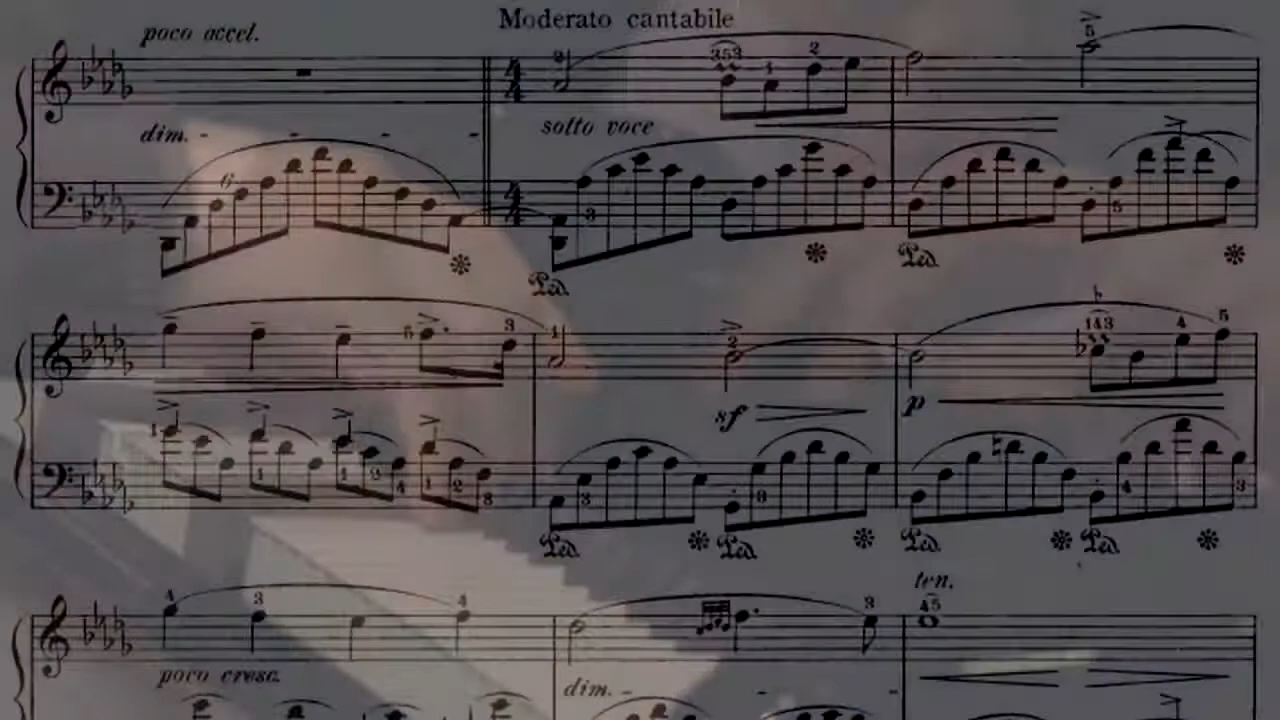 Moderato cantabile
poco accel.
dim.
sotto voce
sf
p
ten.
poco cresc.
dim.